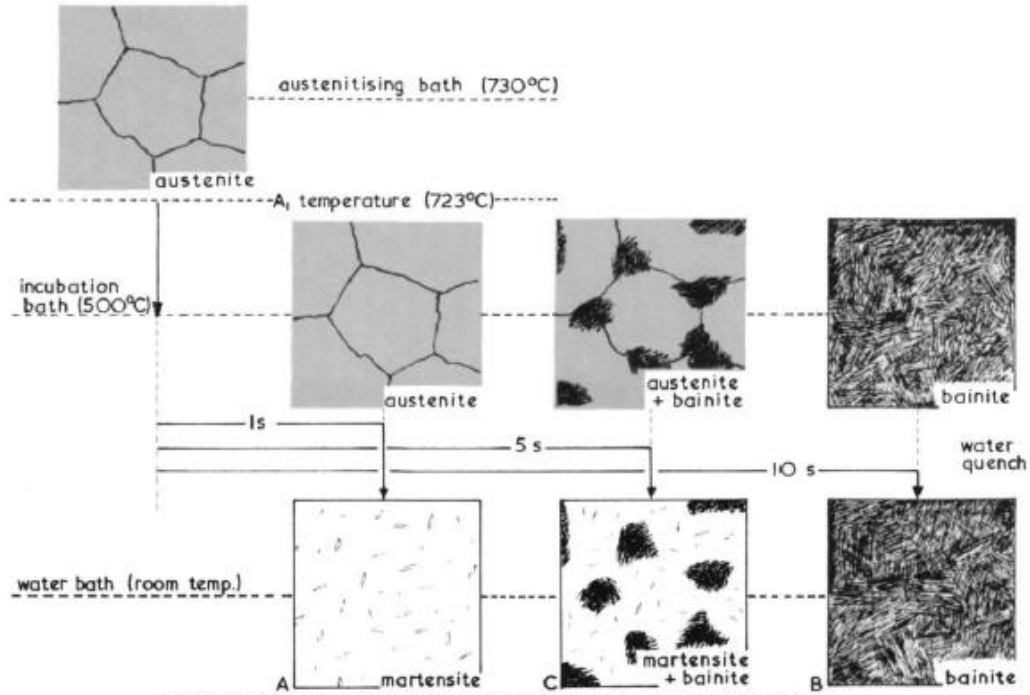 austenitising bath (730°C)
austenite
A₁ temperature (723°C)
incubation
bath (500°C)
austenite
austenite
+ bainite
bainite
1s
5 s
10 s
water
quench
water bath (room temp.)
A
martensite
C
martensite
+ bainite
B
bainite